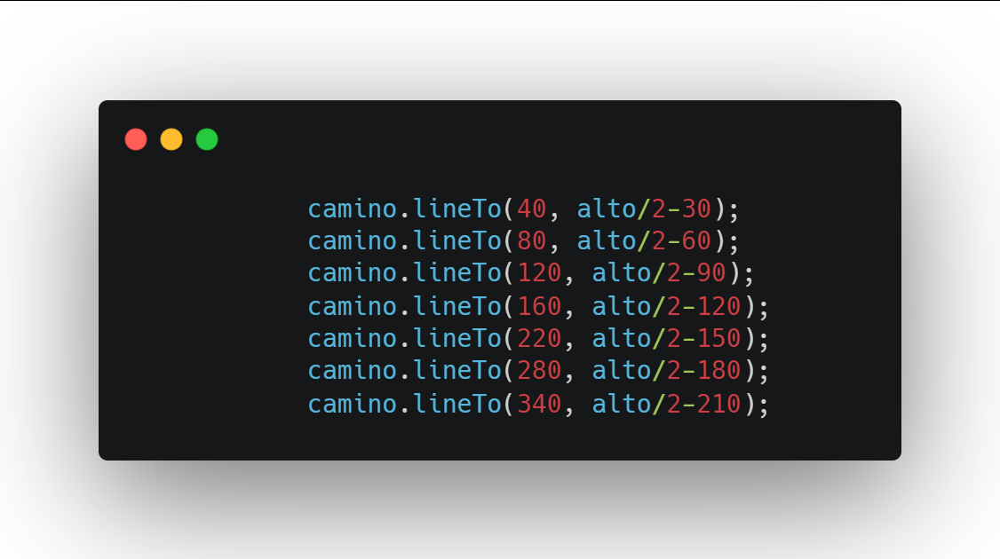 camino.lineTo(40, alto/2-30);
camino.lineTo(80, alto/2-60);
camino.lineTo(120, alto/2-90);
camino.lineTo(160, alto/2-120);
camino.lineTo(220, alto/2-150);
camino.lineTo(280, alto/2-180);
camino.lineTo(340, alto/2-210);